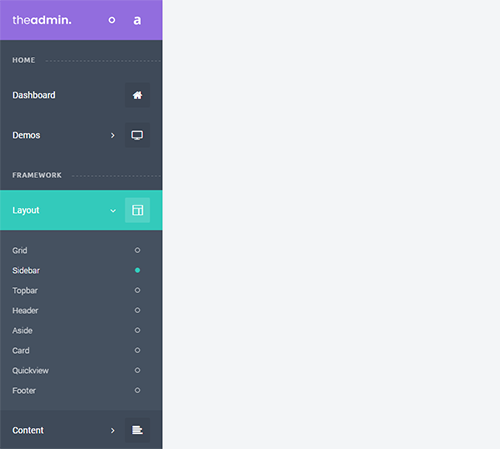 theadmin. a
HOME
Dashboard
Demos
FRAMEWORK
Layout
Grid
Sidebar
Topbar
Header
Aside
Card
Quickview
Footer
Content